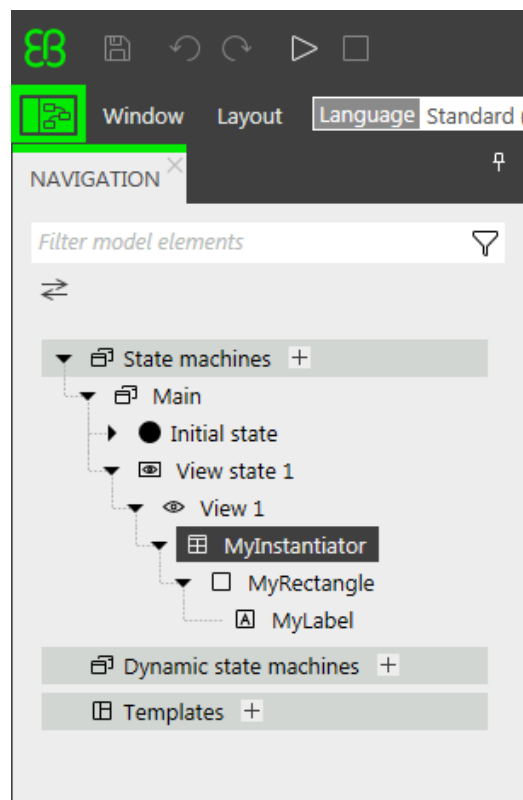 EB
Window Layout Language Standard (
NAVIGATION
Filter model elements
State machines +
Main
Initial state
View state 1
View 1
MyInstantiator
MyRectangle
A MyLabel
Dynamic state machines +
Templates +